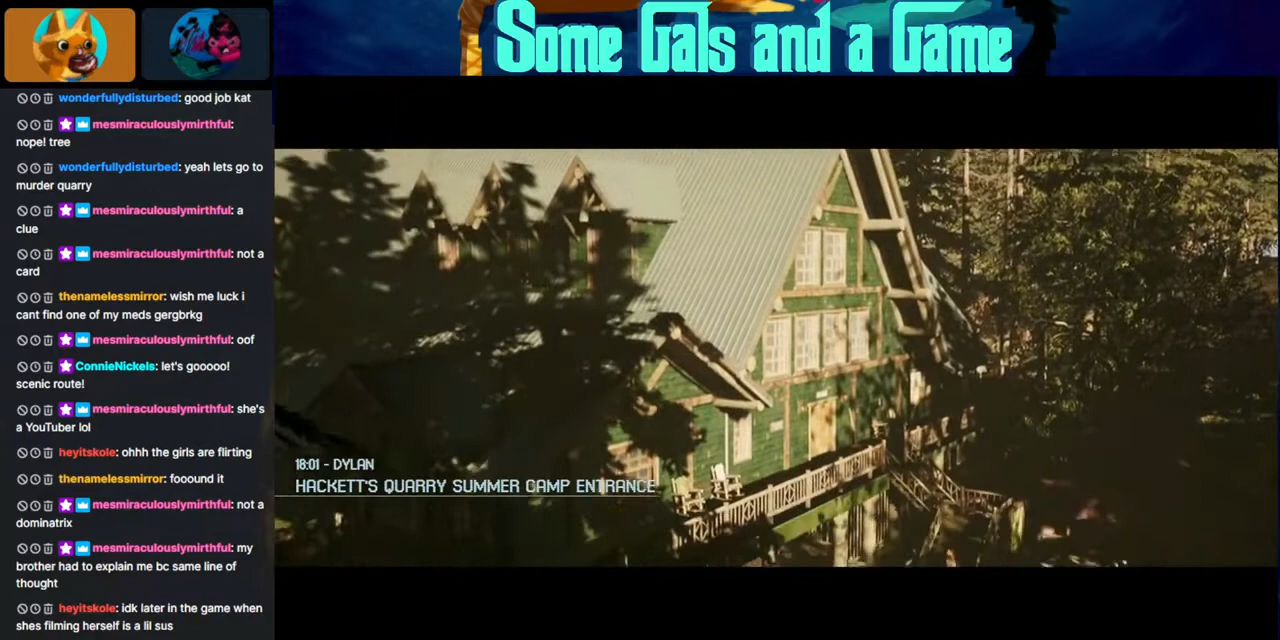 Some Gals and a Game
wonderfullydisturbed: good job kat
mesmiraculouslymirthful:
nope! tree
wonderfullydisturbed: yeah lets go to
murder quarry
mesmiraculouslymirthful: a
clue
mesmiraculouslymirthful: not a
card
thenamelessmirror: wish me luck i
cant find one of my meds gergbrkg
mesmiraculouslymirthful: oof
ConnieNickels: let's gooooo!
scenic route!
mesmiraculouslymirthful: she's
a YouTuber lol
heyitskole: ohhh the girls are flirting
thenamelessmirror: fooound it
mesmiraculouslymirthful: not a
dominatrix
mesmiraculouslymirthful: my
brother had to explain me bc same line of
thought
heyitskole: idk later in the game when
shes filming herself is a lil sus
18:01 - DYLAN
HACKETT'S QUARRY SUMMER CAMP ENTRANCE